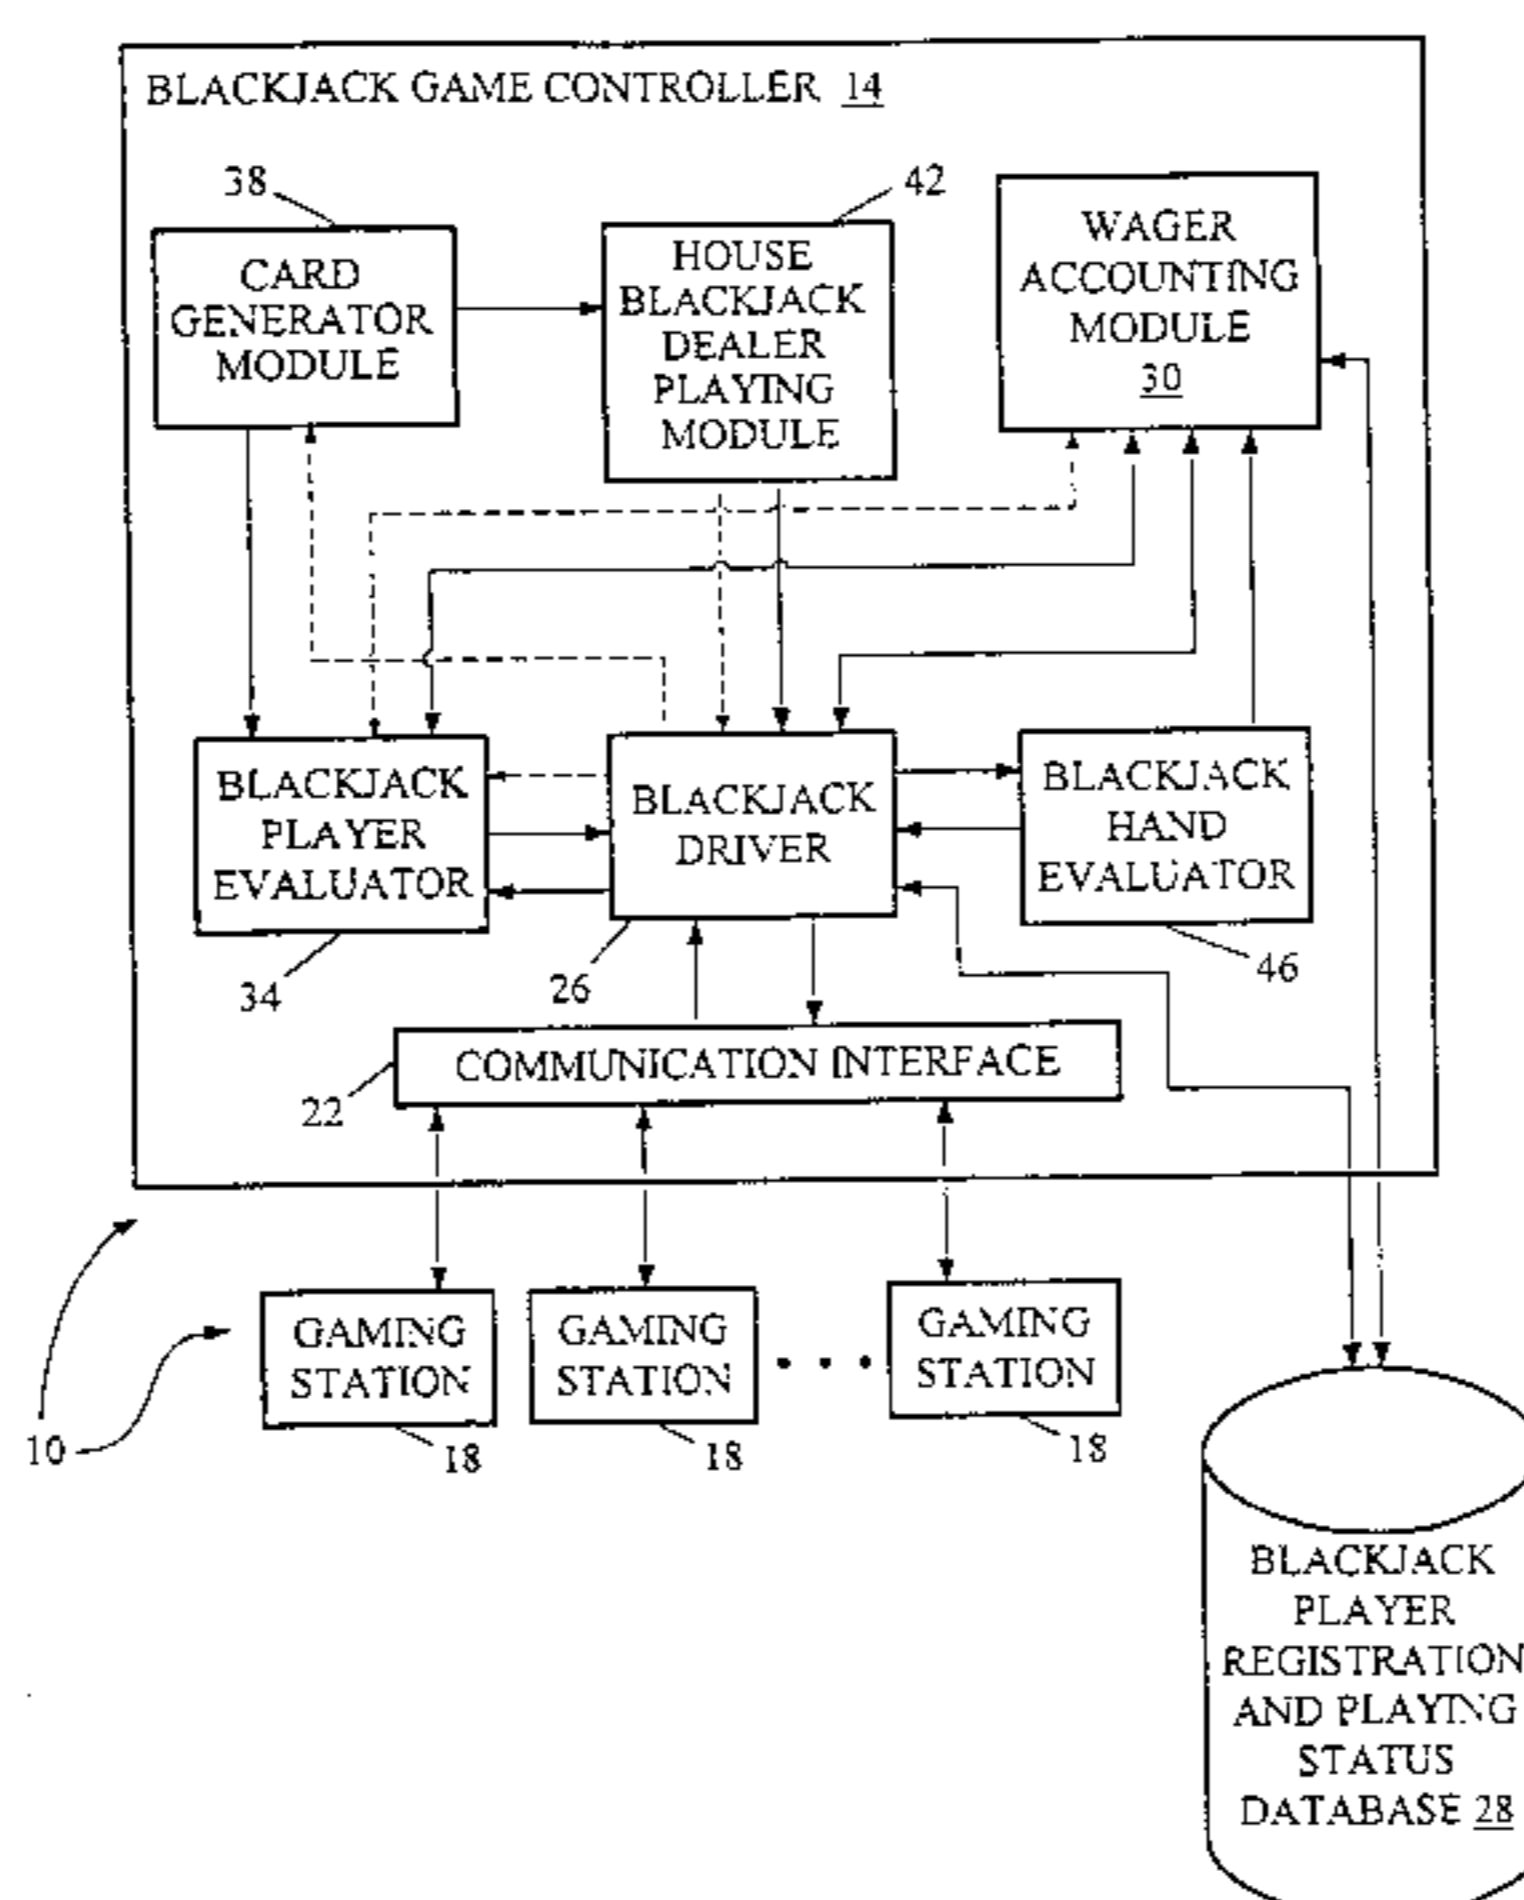 BLACKJACK GAME CONTROLLER 14
38
42
CARD
GENERATOR
MODULE
HOUSE
BLACKJACK
DEALER
PLAYING
MODULE
WAGER
ACCOUNTING
MODULE
30
BLACKJACK
PLAYER
EVALUATOR
BLACKJACK
DRIVER
BLACKJACK
HAND
EVALUATOR
34
26
46
COMMUNICATION INTERFACE
22
GAMING
STATION
GAMING
STATION
GAMING
STATION
10
18
18
18
BLACKJACK
PLAYER
REGISTRATION
AND PLAYING
STATUS
DATABASE 28